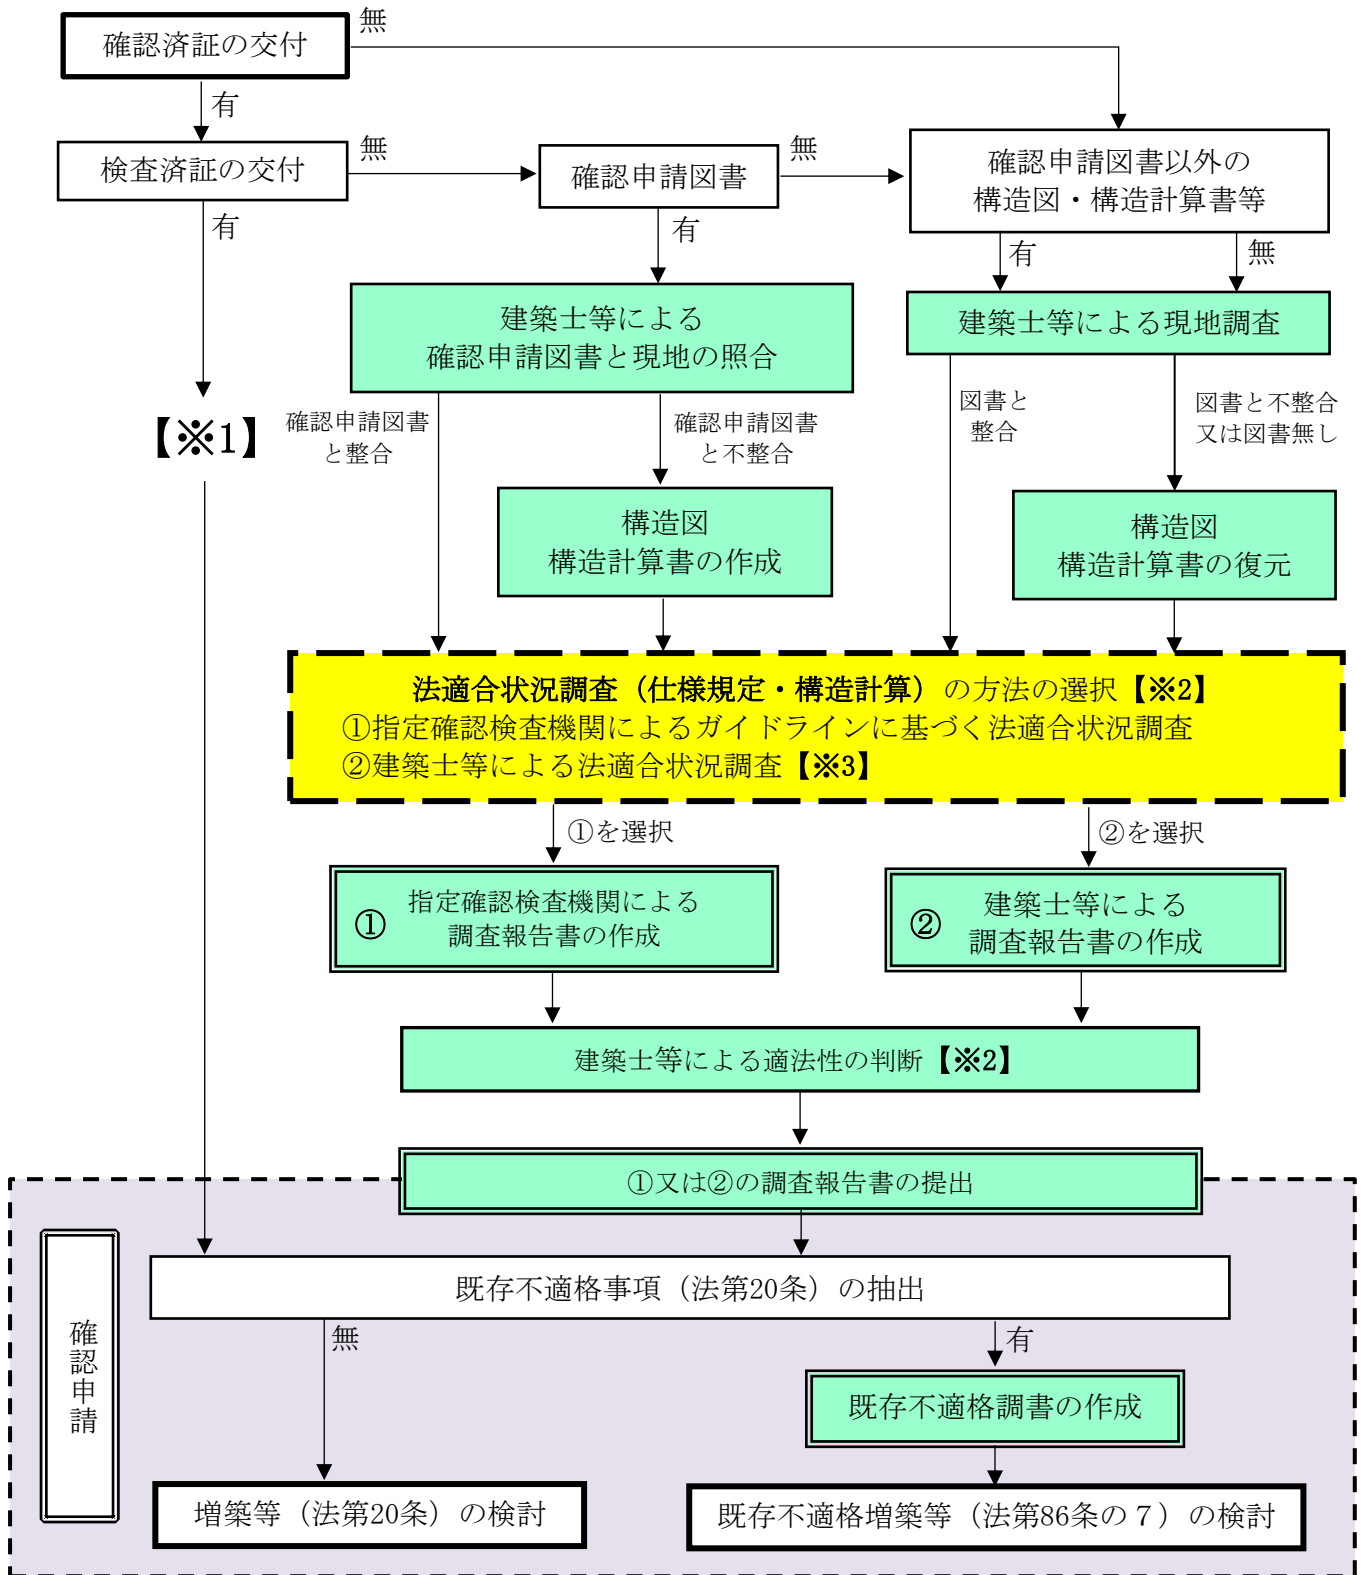 無
確認済証の交付
有
検査済証の交付
無
確認申請図書
無
確認申請図書以外の
構造図・構造計算書等
有
有
有
無
建築士等による
確認申請図書と現地の照合
建築士等による現地調査
【※1】
確認申請図書
と整合
確認申請図書
と不整合
図書と
整合
図書と不整合
又は図書無し
構造図
構造計算書の作成
構造図
構造計算書の復元
法適合状況調査（仕様規定・構造計算）の方法の選択【※2】
①指定確認検査機関によるガイドラインに基づく法適合状況調査
②建築士等による法適合状況調査【※3】
①を選択
②を選択
①
指定確認検査機関による
調査報告書の作成
②
建築士等による
調査報告書の作成
建築士等による適法性の判断【※2】
①又は②の調査報告書の提出
確認申請
既存不適格事項（法第20条）の抽出
無
有
既存不適格調書の作成
増築等（法第20条）の検討
既存不適格増築等（法第86条の７）の検討